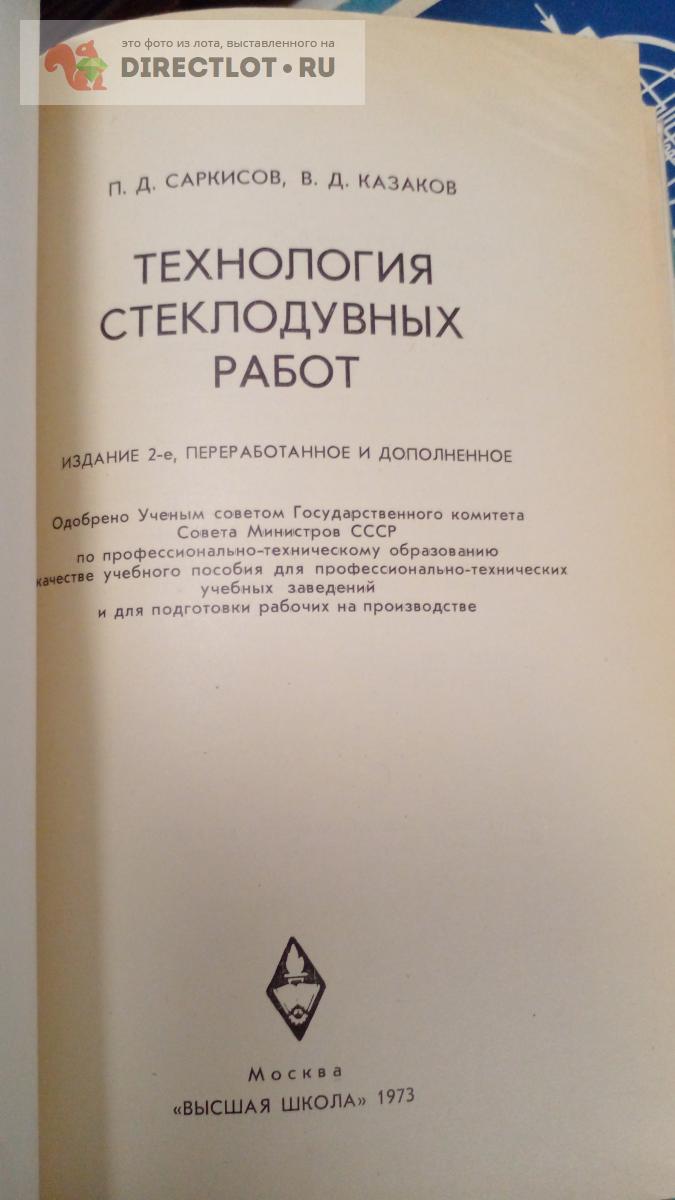 это фото из лота, выставленного на
DIRECTLOT.RU
П. Д. САРКИСОВ, В. Д. КАЗАКОВ
ТЕХНОЛОГИЯ
СТЕКЛОДУВНЫХ
РАБОТ
ИЗДАНИЕ 2-е, ПЕРЕРАБОТАННОЕ И ДОПОЛНЕННОЕ
Одобрено Ученым советом Государственного комитета
Совета Министров СССР
по профессионально-техническому образованию
качестве учебного пособия для профессионально-технических
учебных заведений
и для подготовки рабочих на производстве
Москва
«ВЫСШАЯ ШКОЛА» 1973